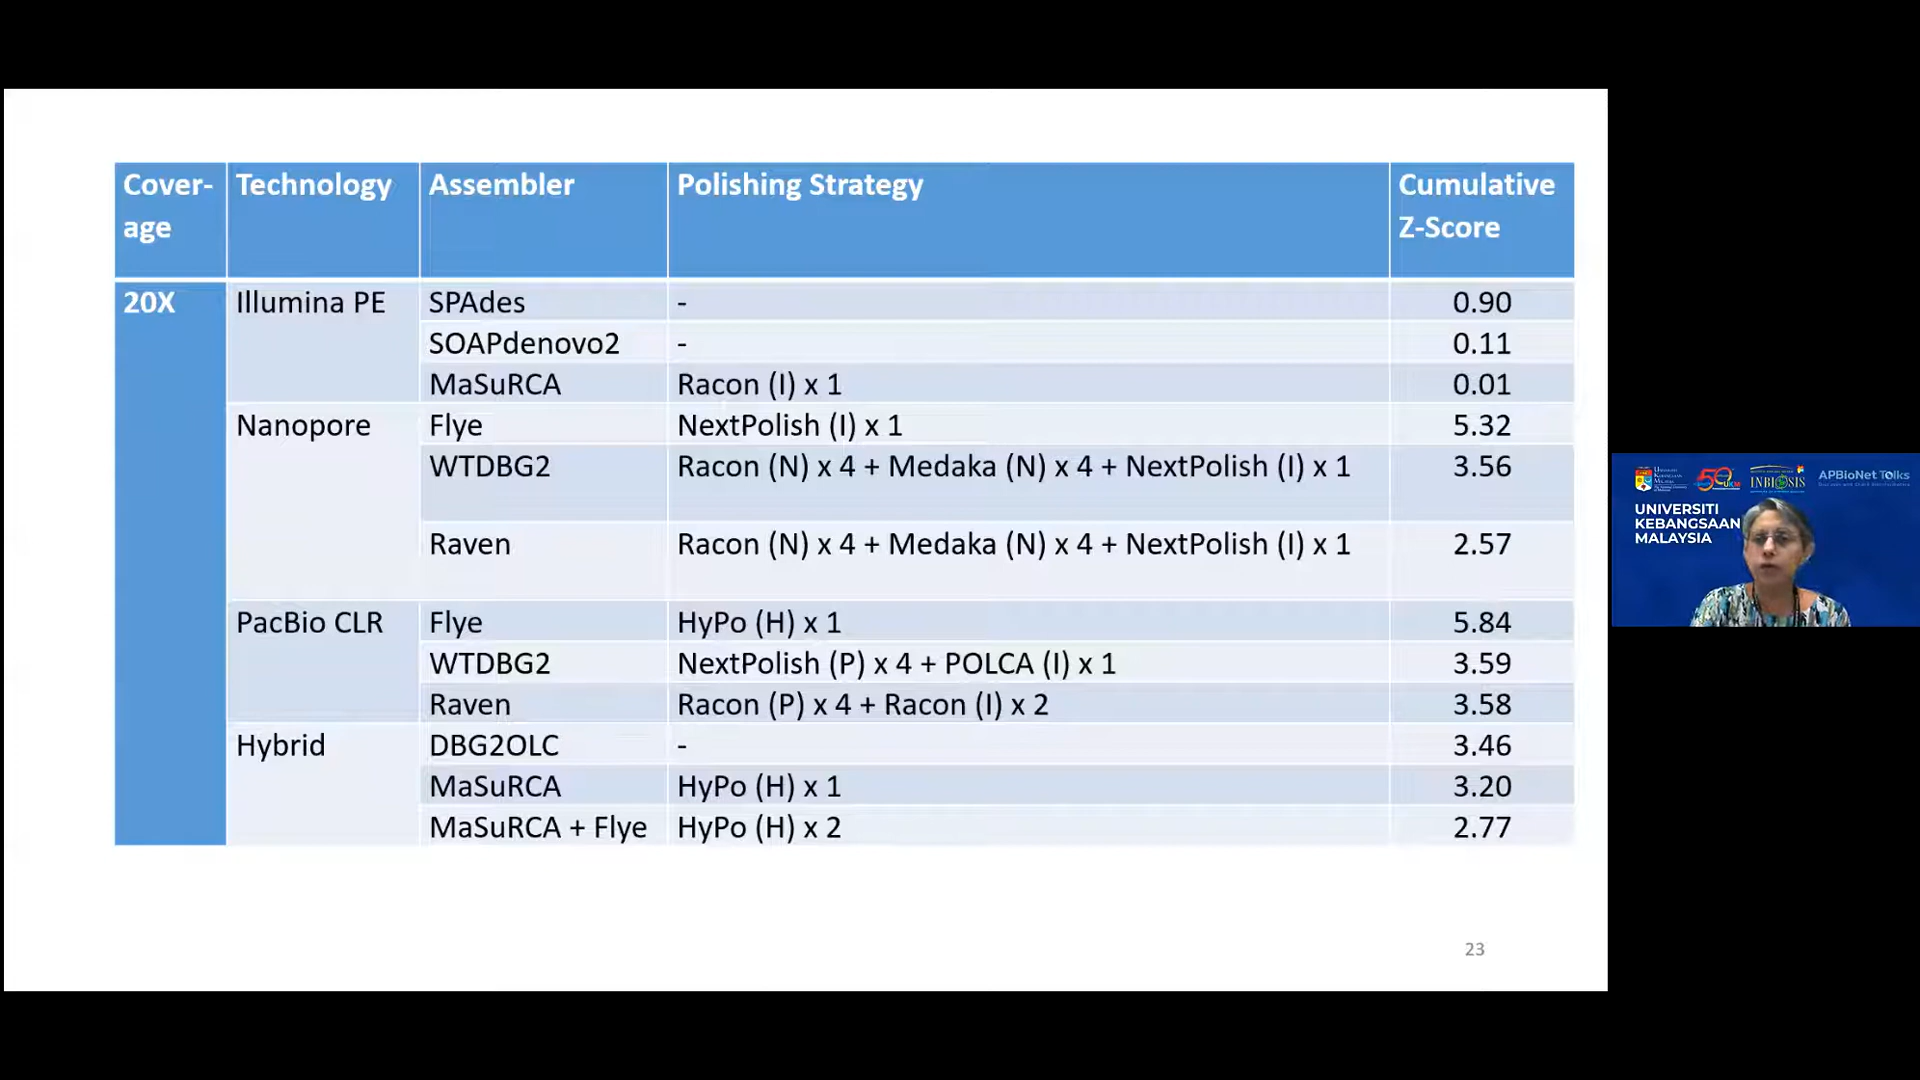 Cover- Technology Assembler Polishing Strategy Cumulative
age Z-Score
20X Illumina PE SPAdes - 0.90
SOAPdenovo2 - 0.11
MaSuRCA Racon (I) x 1 0.01
Nanopore Flye NextPolish (I) x 1 5.32
WTDBG2 Racon (N) x 4 + Medaka (N) x 4 + NextPolish (I) x 1 3.56
Raven Racon (N) x 4 + Medaka (N) x 4 + NextPolish (I) x 1 2.57
PacBio CLR Flye HyPo (H) x 1 5.84
WTDBG2 NextPolish (P) x 4 + POLCA (I) x 1 3.59
Raven Racon (P) x 4 + Racon (I) x 2 3.58
Hybrid DBG2OLC - 3.46
MaSuRCA HyPo (H) x 1 3.20
MaSuRCA + Flye HyPo (H) x 2 2.77
23
50 UKM INBIOSIS APBioNet Talks
UNIVERSITI
KEBANGSAAN
MALAYSIA